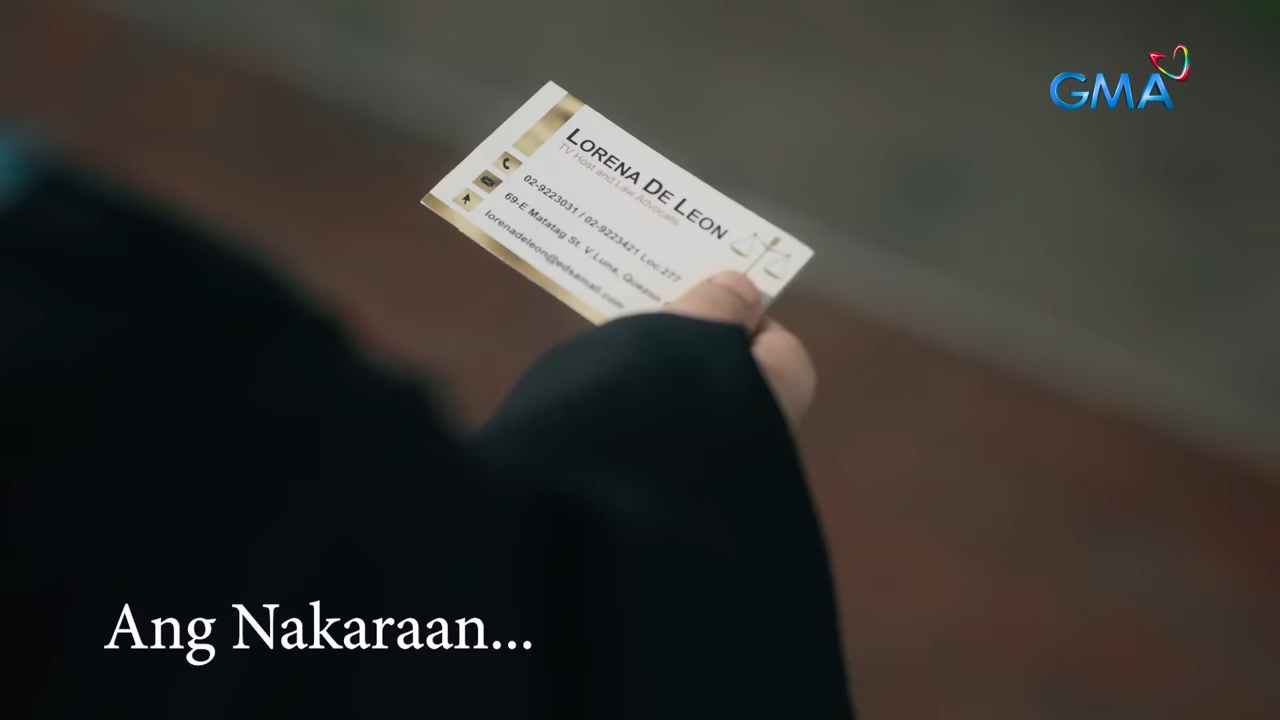 GMA
LORENA DE LEON
TV Host and Law Advocate
02-9223031 / 02-9223421 Loc.277
69-E Matatag St. V.Luna, Quezon
lorenadeleon@edsamail.com
Ang Nakaraan...